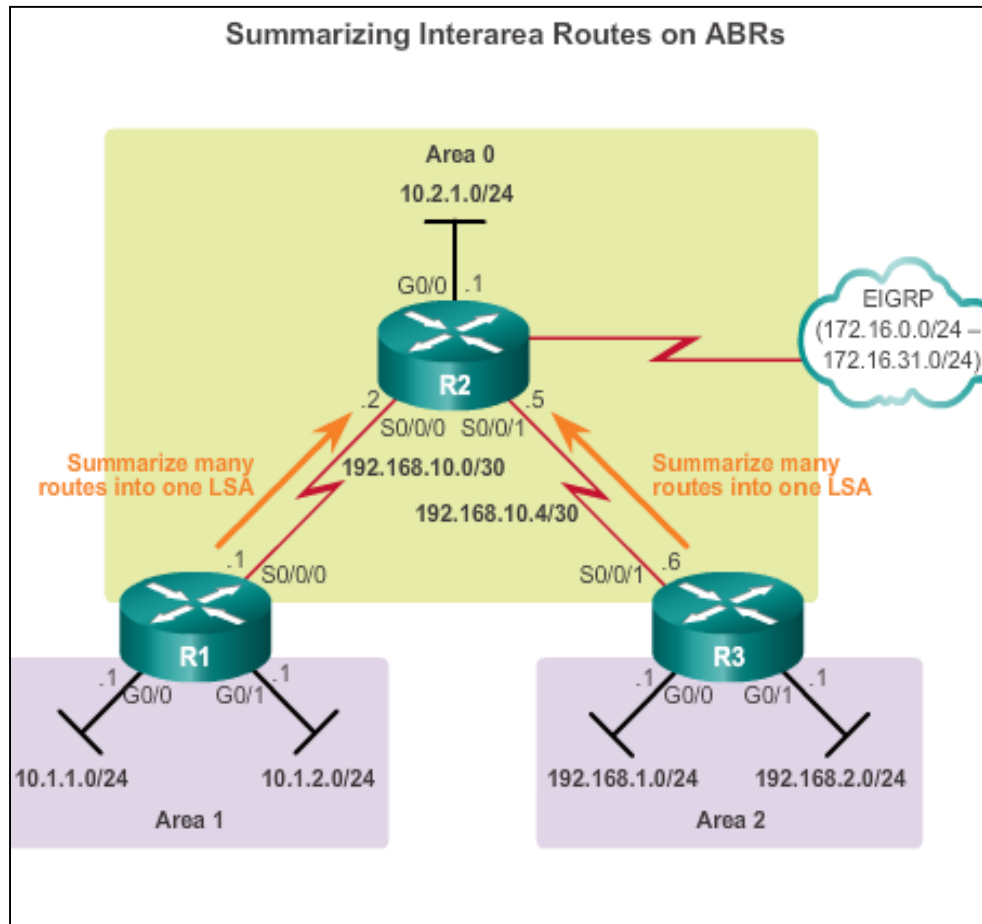 Summarizing Interarea Routes on ABRs
Area 0
10.2.1.0/24
G0/0 .1
EIGRP
(172.16.0.0/24 –
172.16.31.0/24)
R2
.2 .5
S0/0/0 S0/0/1
Summarize many
routes into one LSA
192.168.10.0/30
Summarize many
routes into one LSA
192.168.10.4/30
.1 S0/0/0
S0/0/1 .6
R1
R3
.1 G0/0 G0/1 .1
.1 G0/0 G0/1 .1
10.1.1.0/24 10.1.2.0/24
192.168.1.0/24 192.168.2.0/24
Area 1
Area 2